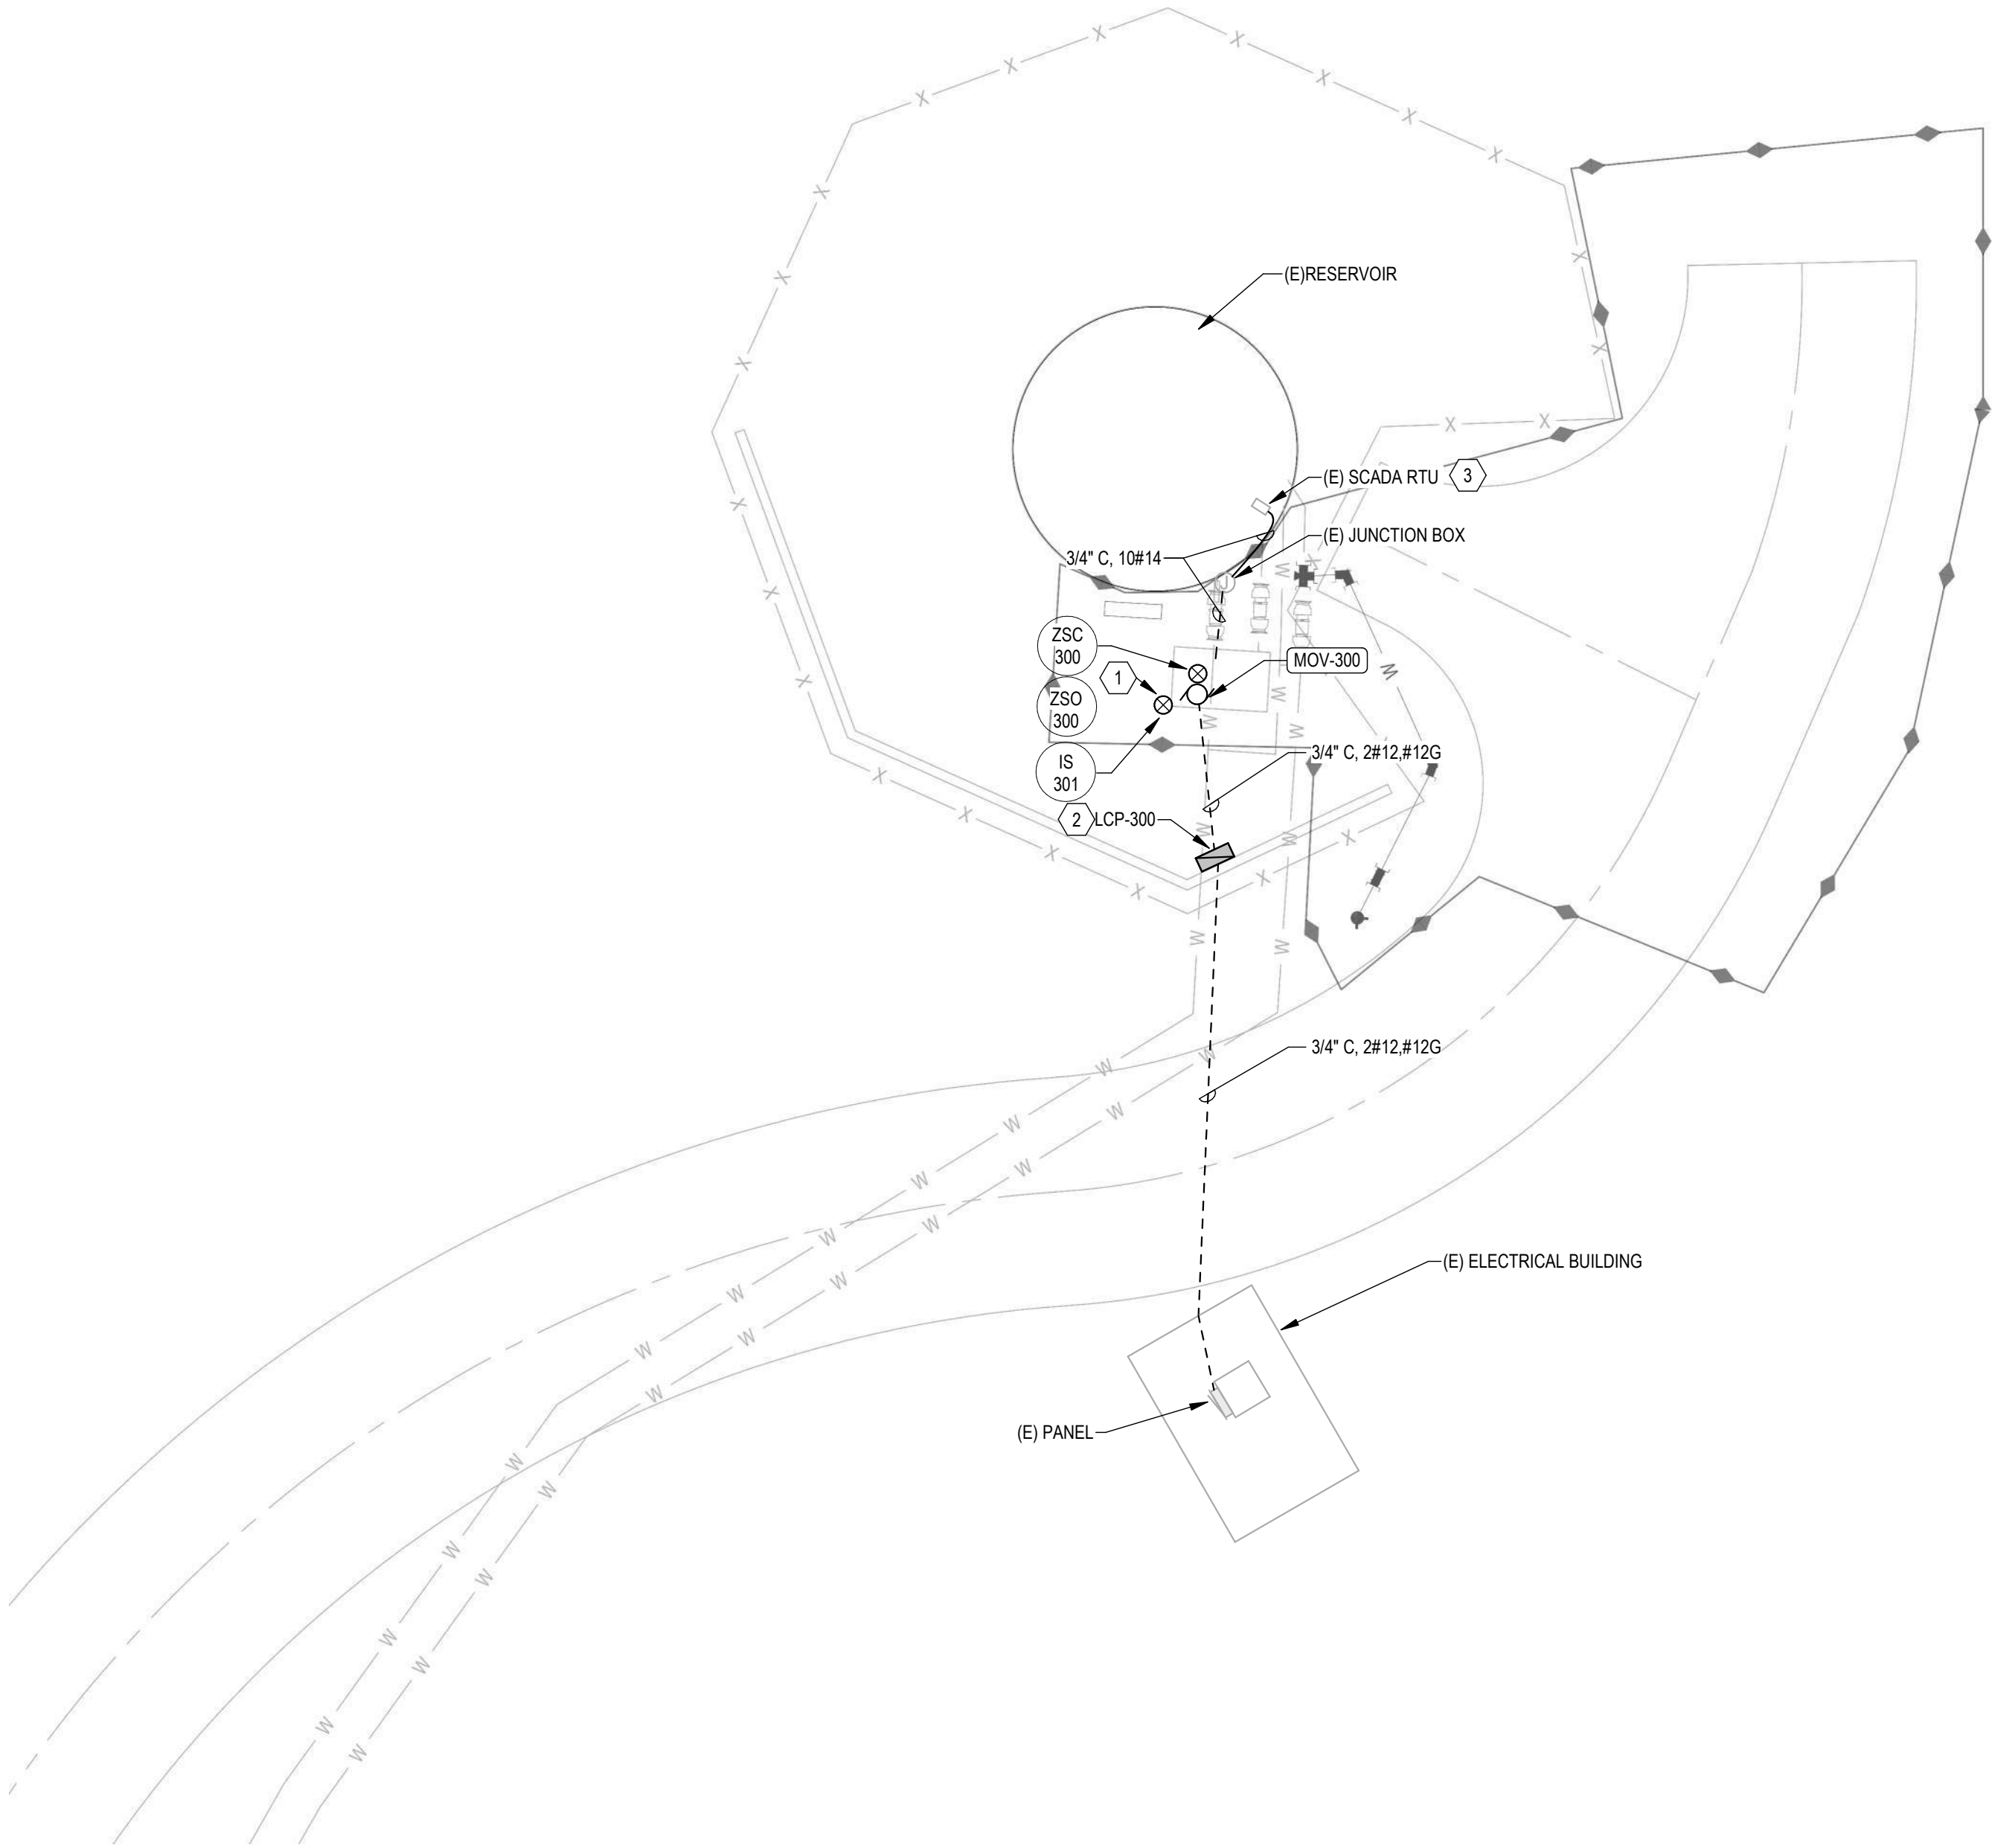 (E)RESERVOIR
(E) SCADA RTU
3
(E) JUNCTION BOX
3/4" C, 10#14
J
ZSC
300
MOV-300
1
ZSO
300
3/4" C, 2#12,#12G
IS
301
2
LCP-300
3/4" C, 2#12,#12G
(E) ELECTRICAL BUILDING
(E) PANEL